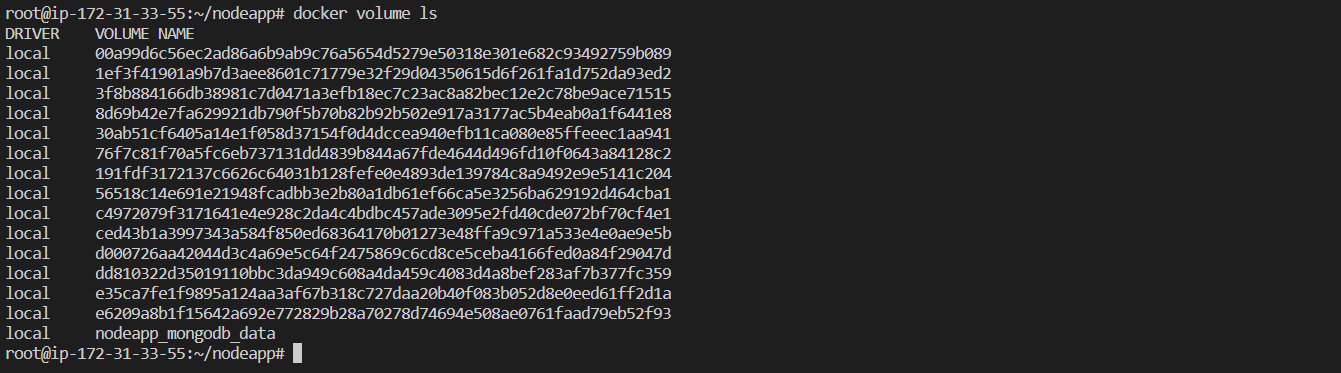 root@ip-172-31-33-55:~/nodeapp# docker volume ls
DRIVER    VOLUME NAME
local     00a99d6c56ec2ad86a6b9ab9c76a5654d5279e50318e301e682c93492759b089
local     1ef3f41901a9b7d3aee8601c71779e32f29d04350615d6f261fa1d752da93ed2
local     3f8b884166db38981c7d0471a3efb18ec7c23ac8a82bec12e2c78be9ace71515
local     8d69b42e7fa629921db790f5b70b82b92b502e917a3177ac5b4eab0a1f6441e8
local     30ab51cf6405a14e1f058d37154f0d4dccea940efb11ca080e85ffeeec1aa941
local     76f7c81f70a5fc6eb737131dd4839b844a67fde4644d496fd10f0643a84128c2
local     191fdf3172137c6626c64031b128fefe0e4893de139784c8a9492e9e5141c204
local     56518c14e691e21948fcadbb3e2b80a1db61ef66ca5e3256ba629192d464cba1
local     c4972079f3171641e4e928c2da4c4bdbc457ade3095e2fd40cde072bf70cf4e1
local     ced43b1a3997343a584f850ed68364170b01273e48ffa9c971a533e4e0ae9e5b
local     d000726aa42044d3c4a69e5c64f2475869c6cd8ce5ceba4166fed0a84f29047d
local     dd810322d35019110bbc3da949c608a4da459c4083d4a8bef283af7b377fc359
local     e35ca7fe1f9895a124aa3af67b318c727daa20b40f083b052d8e0eed61ff2d1a
local     e6209a8b1f15642a692e772829b28a70278d74694e508ae0761faad79eb52f93
local     nodeapp_mongodb_data
root@ip-172-31-33-55:~/nodeapp#